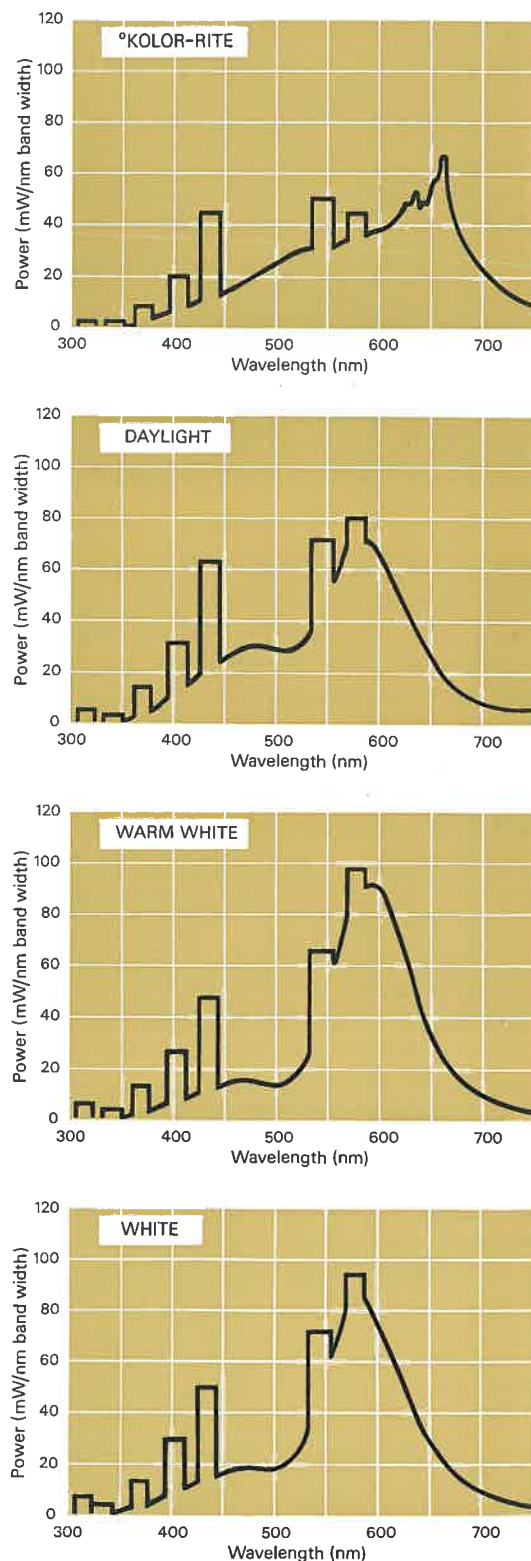 °KOLOR-RITE
Power (mW/nm band width)
120
100
80
60
40
20
0
300 400 500 600 700
Wavelength (nm)
DAYLIGHT
Power (mW/nm band width)
120
100
80
60
40
20
0
300 400 500 600 700
Wavelength (nm)
WARM WHITE
Power (mW/nm band width)
120
100
80
60
40
20
0
300 400 500 600 700
Wavelength (nm)
WHITE
Power (mW/nm band width)
120
100
80
60
40
20
0
300 400 500 600 700
Wavelength (nm)